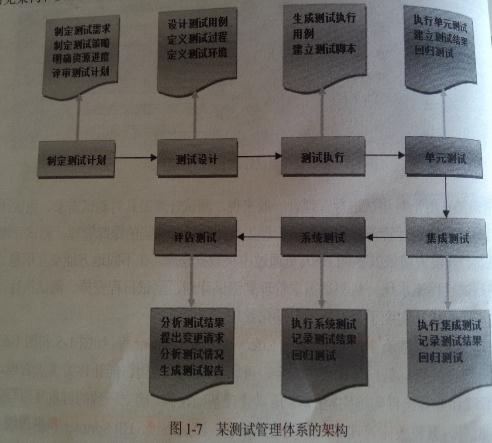 制定测试需求
制定测试策略
明确资源进度
评审测试计划
设计测试用例
定义测试过程
定义测试环境
生成测试执行
用例
建立测试脚本
执行单元测试
建立测试结果
回归测试
制定测试计划
测试设计
测试执行
单元测试
评估测试
系统测试
集成测试
分析测试结果
提出变更请求
分析测试情况
生成测试报告
执行系统测试
记录测试结果
回归测试
执行集成测试
记录测试结果
回归测试
图 1-7 某测试管理体系的架构